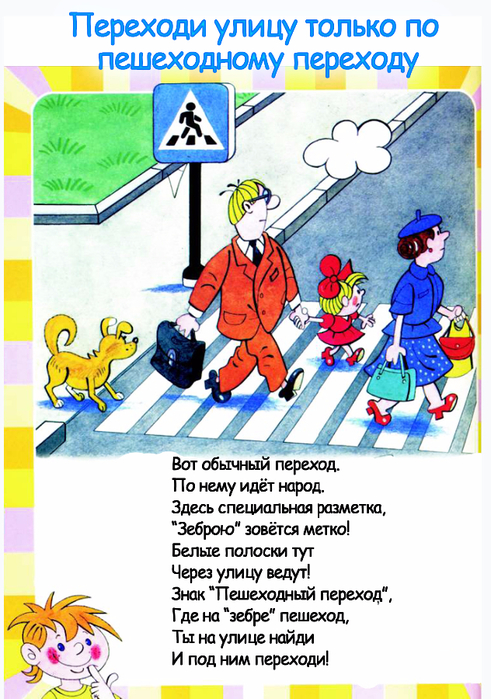 Переходи улицу только по
пешеходному переходу
Вот обычный переход.
По нему идёт народ.
Здесь специальная разметка,
“Зеброю” зовётся метко!
Белые полоски тут
Через улицу ведут!
Знак “Пешеходный переход”,
Где на “зебре” пешеход,
Ты на улице найди
И под ним переходи!